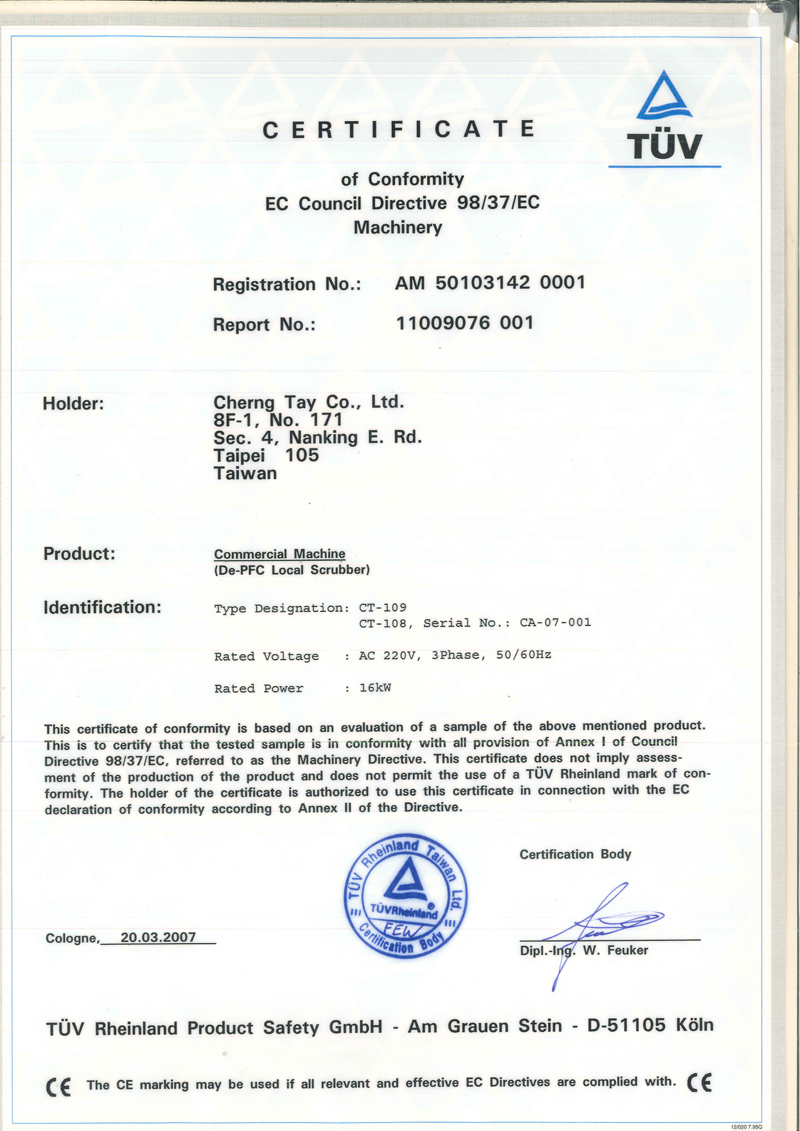 TÜV
CERTIFICATE
of Conformity
EC Council Directive 98/37/EC
Machinery
Registration No.: AM 50103142 0001
Report No.: 11009076 001
Holder: Cherng Tay Co., Ltd.
8F-1, No. 171
Sec. 4, Nanking E. Rd.
Taipei 105
Taiwan
Product: Commercial Machine
(De-PFC Local Scrubber)
Identification: Type Designation: CT-109
CT-108, Serial No.: CA-07-001
Rated Voltage : AC 220V, 3Phase, 50/60Hz
Rated Power : 16kW
This certificate of conformity is based on an evaluation of a sample of the above mentioned product.
This is to certify that the tested sample is in conformity with all provision of Annex I of Council
Directive 98/37/EC, referred to as the Machinery Directive. This certificate does not imply assess-
ment of the production of the product and does not permit the use of a TÜV Rheinland mark of con-
formity. The holder of the certificate is authorized to use this certificate in connection with the EC
declaration of conformity according to Annex II of the Directive.
TÜV Rheinland Taiwan Ltd.
TÜVRheinland®
FEW
Certification Body
Certification Body
Cologne, 20.03.2007
Dipl.-Ing. W. Feuker
TÜV Rheinland Product Safety GmbH - Am Grauen Stein - D-51105 Köln
CE The CE marking may be used if all relevant and effective EC Directives are complied with. CE
12/020 7.95Q